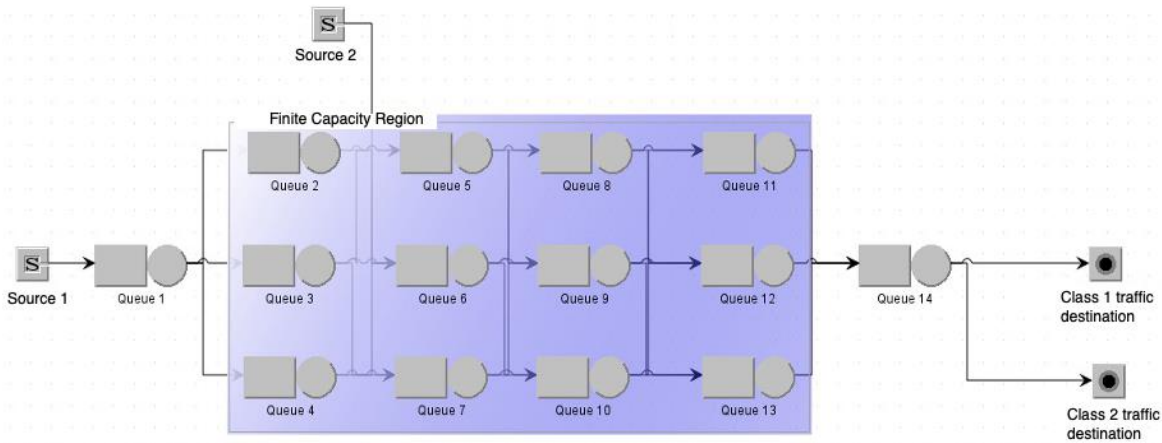 S
Source 2
Finite Capacity Region
Queue 2
Queue 5
Queue 8
Queue 11
S
Source 1
Queue 1
Queue 3
Queue 6
Queue 9
Queue 12
Queue 14
Class 1 traffic
destination
Queue 4
Queue 7
Queue 10
Queue 13
Class 2 traffic
destination